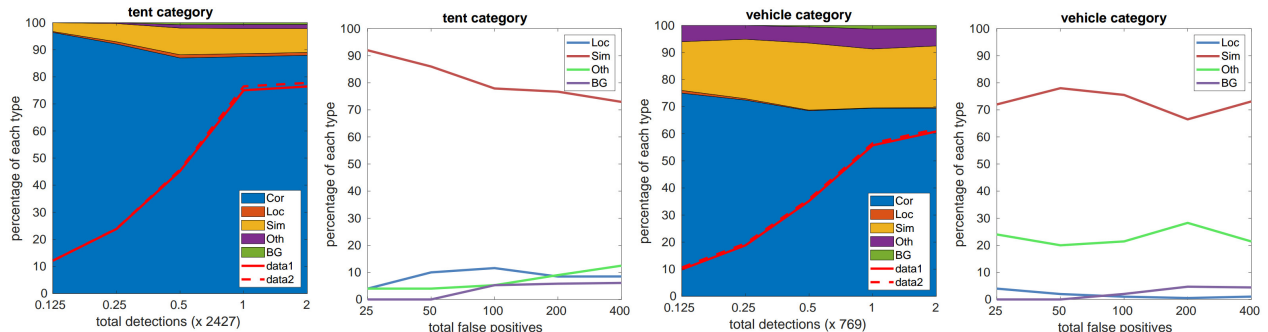 tent category
percentage of each type
100
90
80
70
60
50
40
30
20
10
0
Cor
Loc
Sim
Oth
BG
data1
data2
0.125 0.25 0.5 1 2
total detections (x 2427)
tent category
percentage of each type
100
90
80
70
60
50
40
30
20
10
0
Loc
Sim
Oth
BG
25 50 100 200 400
total false positives
vehicle category
percentage of each type
100
90
80
70
60
50
40
30
20
10
0
Cor
Loc
Sim
Oth
BG
data1
data2
0.125 0.25 0.5 1 2
total detections (x 769)
vehicle category
percentage of each type
100
90
80
70
60
50
40
30
20
10
0
Loc
Sim
Oth
BG
25 50 100 200 400
total false positives